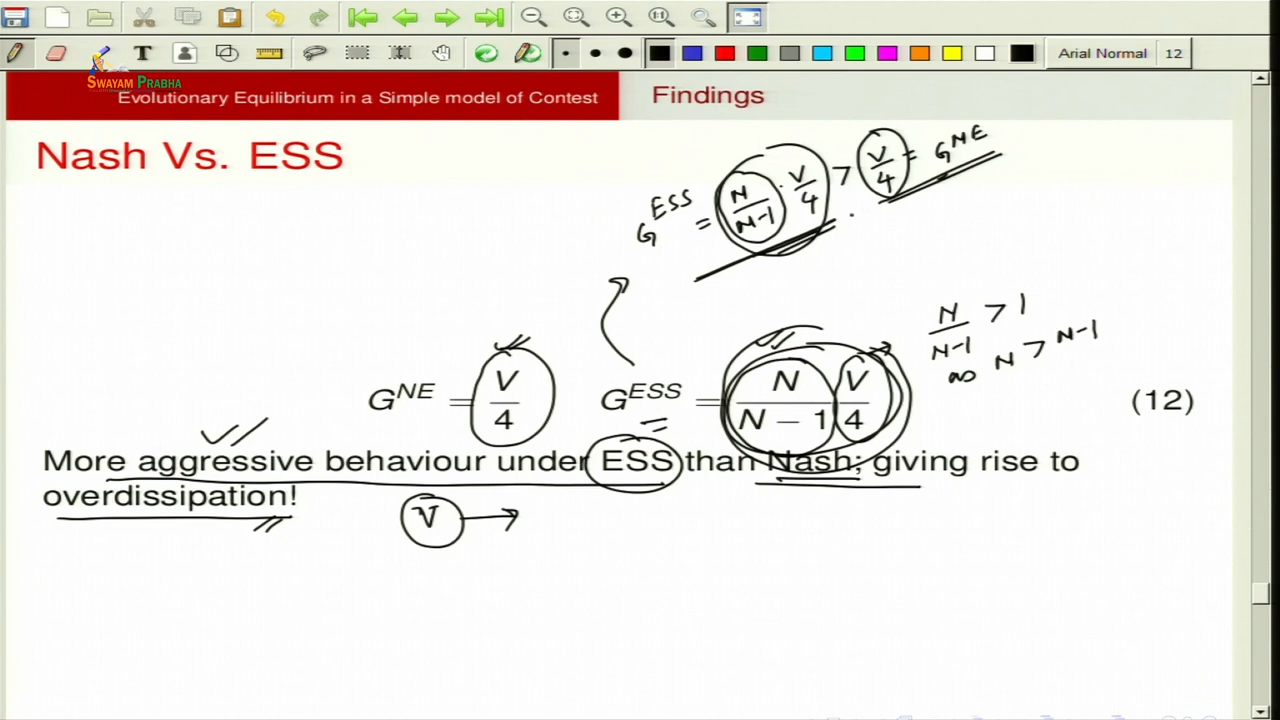 Arial Normal 12
SWAYAM PRABHA
Evolutionary Equilibrium in a Simple model of Contest Findings
Nash Vs. ESS
G^ESS = N/N-1 · V/4 > V/4 = G^NE
N/N-1 > 1
as N > N-1
G^NE = V/4 G^ESS = N/N − 1 V/4 (12)
More aggressive behaviour under ESS than Nash; giving rise to
overdissipation!
V →